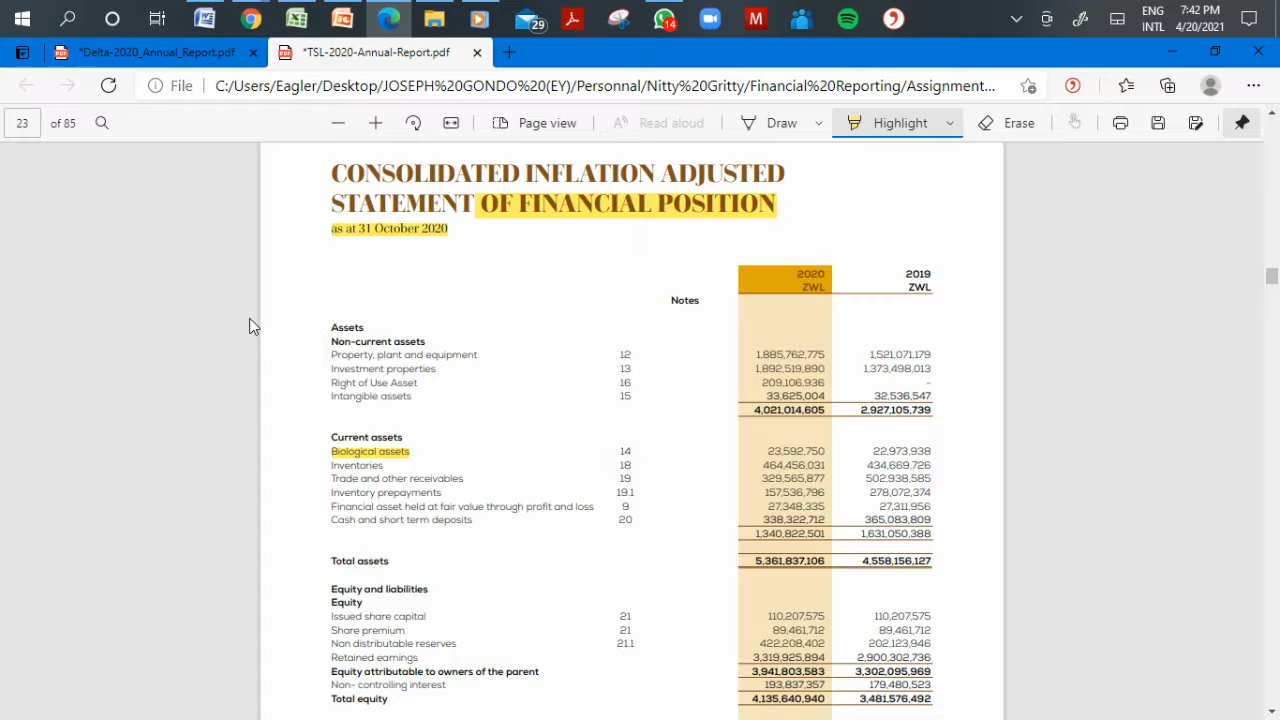 29
14
ENG
INTL
7:42 PM
4/20/2021
*Delta-2020_Annual_Report.pdf
*TSL-2020-Annual-Report.pdf
File C:/Users/Eagler/Desktop/JOSEPH%20GONDO%20(EY)/Personnal/Nitty%20Gritty/Financial%20Reporting/Assignment...
23 of 85 Page view Read aloud Draw Highlight Erase
CONSOLIDATED INFLATION ADJUSTED
STATEMENT OF FINANCIAL POSITION
as at 31 October 2020
2020 2019
ZWL ZWL
Notes
Assets
Non-current assets
Property, plant and equipment 12 1,885,762,775 1,521,071,179
Investment properties 13 1,892,519,890 1,373,498,013
Right of Use Asset 16 209,106,936 -
Intangible assets 15 33,625,004 32,536,547
4,021,014,605 2,927,105,739
Current assets
Biological assets 14 23,592,750 22,973,938
Inventories 18 464,456,031 434,669,726
Trade and other receivables 19 329,565,877 502,938,585
Inventory prepayments 19.1 157,536,796 278,072,374
Financial asset held at fair value through profit and loss 9 27,348,335 27,311,956
Cash and short term deposits 20 338,322,712 365,083,809
1,340,822,501 1,631,050,388
Total assets 5,361,837,106 4,558,156,127
Equity and liabilities
Equity
Issued share capital 21 110,207,575 110,207,575
Share premium 21 89,461,712 89,461,712
Non distributable reserves 21.1 422,208,402 202,123,946
Retained earnings 3,319,925,894 2,900,302,736
Equity attributable to owners of the parent 3,941,803,583 3,302,095,969
Non- controlling interest 193,837,357 179,480,523
Total equity 4,135,640,940 3,481,576,492